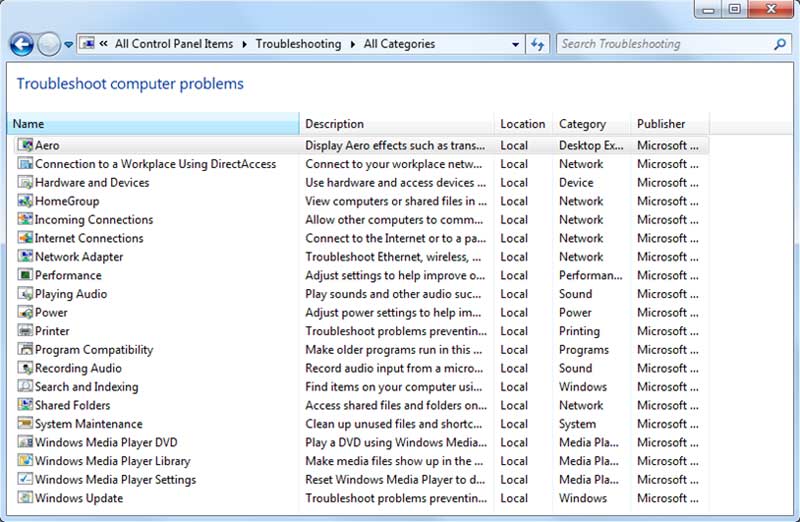 « All Control Panel Items ▸ Troubleshooting ▸ All Categories Search Troubleshooting
Troubleshoot computer problems
Name Description Location Category Publisher
Aero Display Aero effects such as trans... Local Desktop Ex... Microsoft ...
Connection to a Workplace Using DirectAccess Connect to your workplace netw... Local Network Microsoft ...
Hardware and Devices Use hardware and access devices ... Local Device Microsoft ...
HomeGroup View computers or shared files in ... Local Network Microsoft ...
Incoming Connections Allow other computers to comm... Local Network Microsoft ...
Internet Connections Connect to the Internet or to a pa... Local Network Microsoft ...
Network Adapter Troubleshoot Ethernet, wireless, ... Local Network Microsoft ...
Performance Adjust settings to help improve o... Local Performan... Microsoft ...
Playing Audio Play sounds and other audio suc... Local Sound Microsoft ...
Power Adjust power settings to help im... Local Power Microsoft ...
Printer Troubleshoot problems preventin... Local Printing Microsoft ...
Program Compatibility Make older programs run in this ... Local Programs Microsoft ...
Recording Audio Record audio input from a micro... Local Sound Microsoft ...
Search and Indexing Find items on your computer usi... Local Windows Microsoft ...
Shared Folders Access shared files and folders on... Local Network Microsoft ...
System Maintenance Clean up unused files and shortc... Local System Microsoft ...
Windows Media Player DVD Play a DVD using Windows Media... Local Media Pla... Microsoft ...
Windows Media Player Library Make media files show up in the ... Local Media Pla... Microsoft ...
Windows Media Player Settings Reset Windows Media Player to d... Local Media Pla... Microsoft ...
Windows Update Troubleshoot problems preventin... Local Windows Microsoft ...